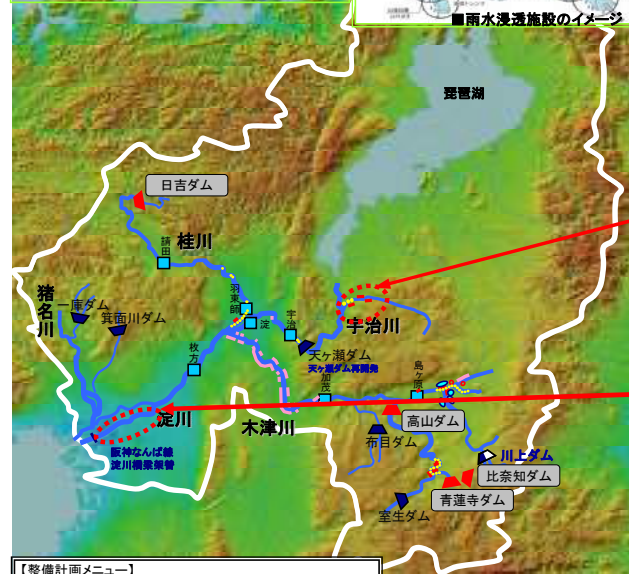 ■雨水浸透施設のイメージ
琵琶湖
日吉ダム
桂川
請田
猪名川
一庫ダム
箕面川ダム
羽束師
淀
宇治
宇治川
天ヶ瀬ダム
天ヶ瀬ダム再開発
枚方
加茂
島ヶ原
淀川
木津川
高山ダム
布目ダム
阪神なんば線
淀川橋梁架替
川上ダム
比奈知ダム
青蓮寺ダム
室生ダム
【整備計画メニュー】